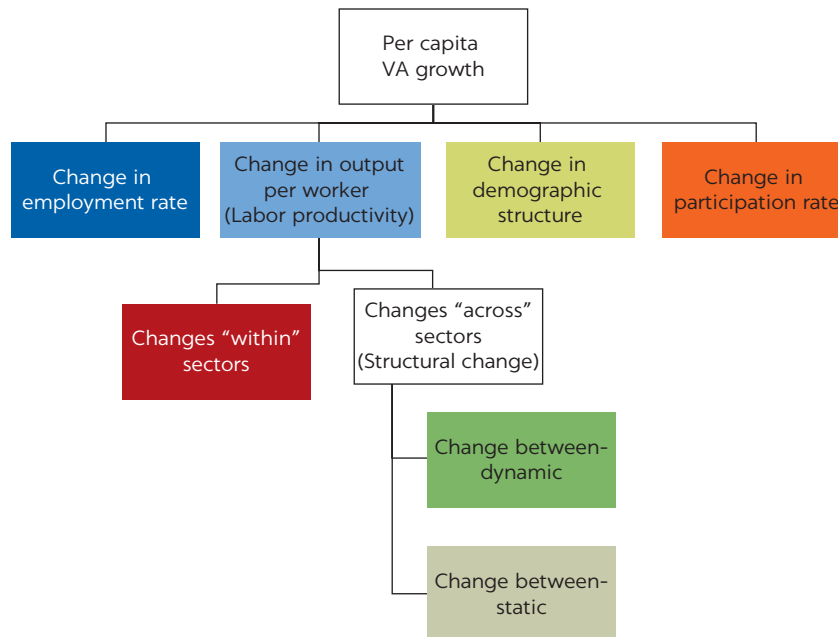 Per capita
VA growth
Change in
employment rate
Change in output
per worker
(Labor productivity)
Change in
demographic
structure
Change in
participation rate
Changes “within”
sectors
Changes “across”
sectors
(Structural change)
Change between-
dynamic
Change between-
static